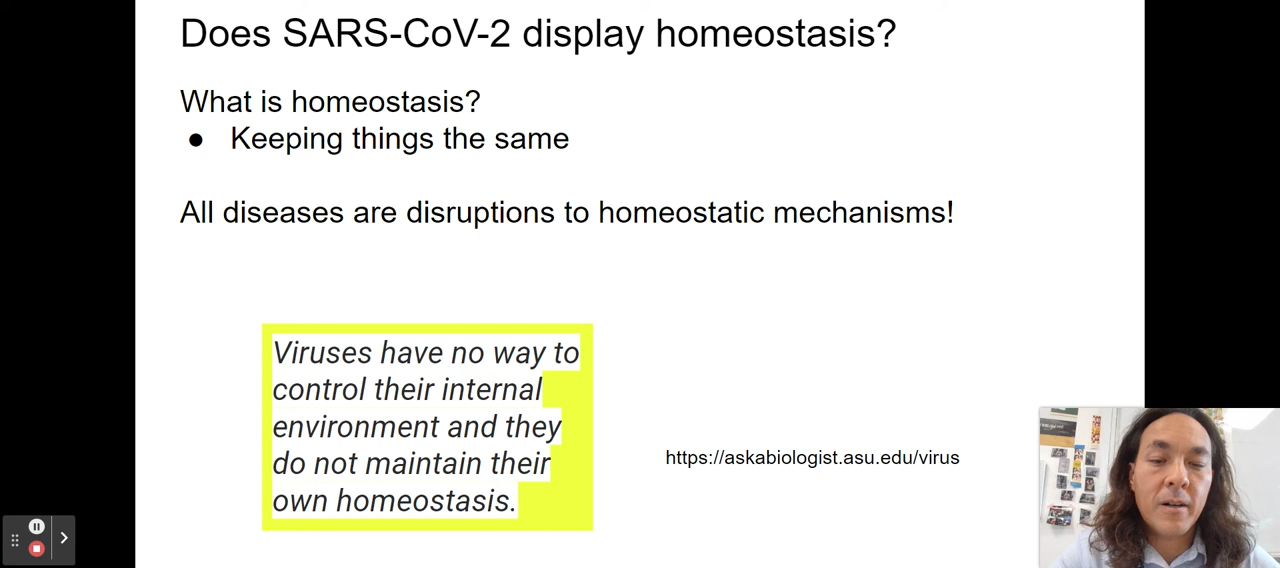 Does SARS-CoV-2 display homeostasis?
What is homeostasis?
● Keeping things the same
All diseases are disruptions to homeostatic mechanisms!
Viruses have no way to
control their internal
environment and they
do not maintain their
own homeostasis.
https://askabiologist.asu.edu/virus